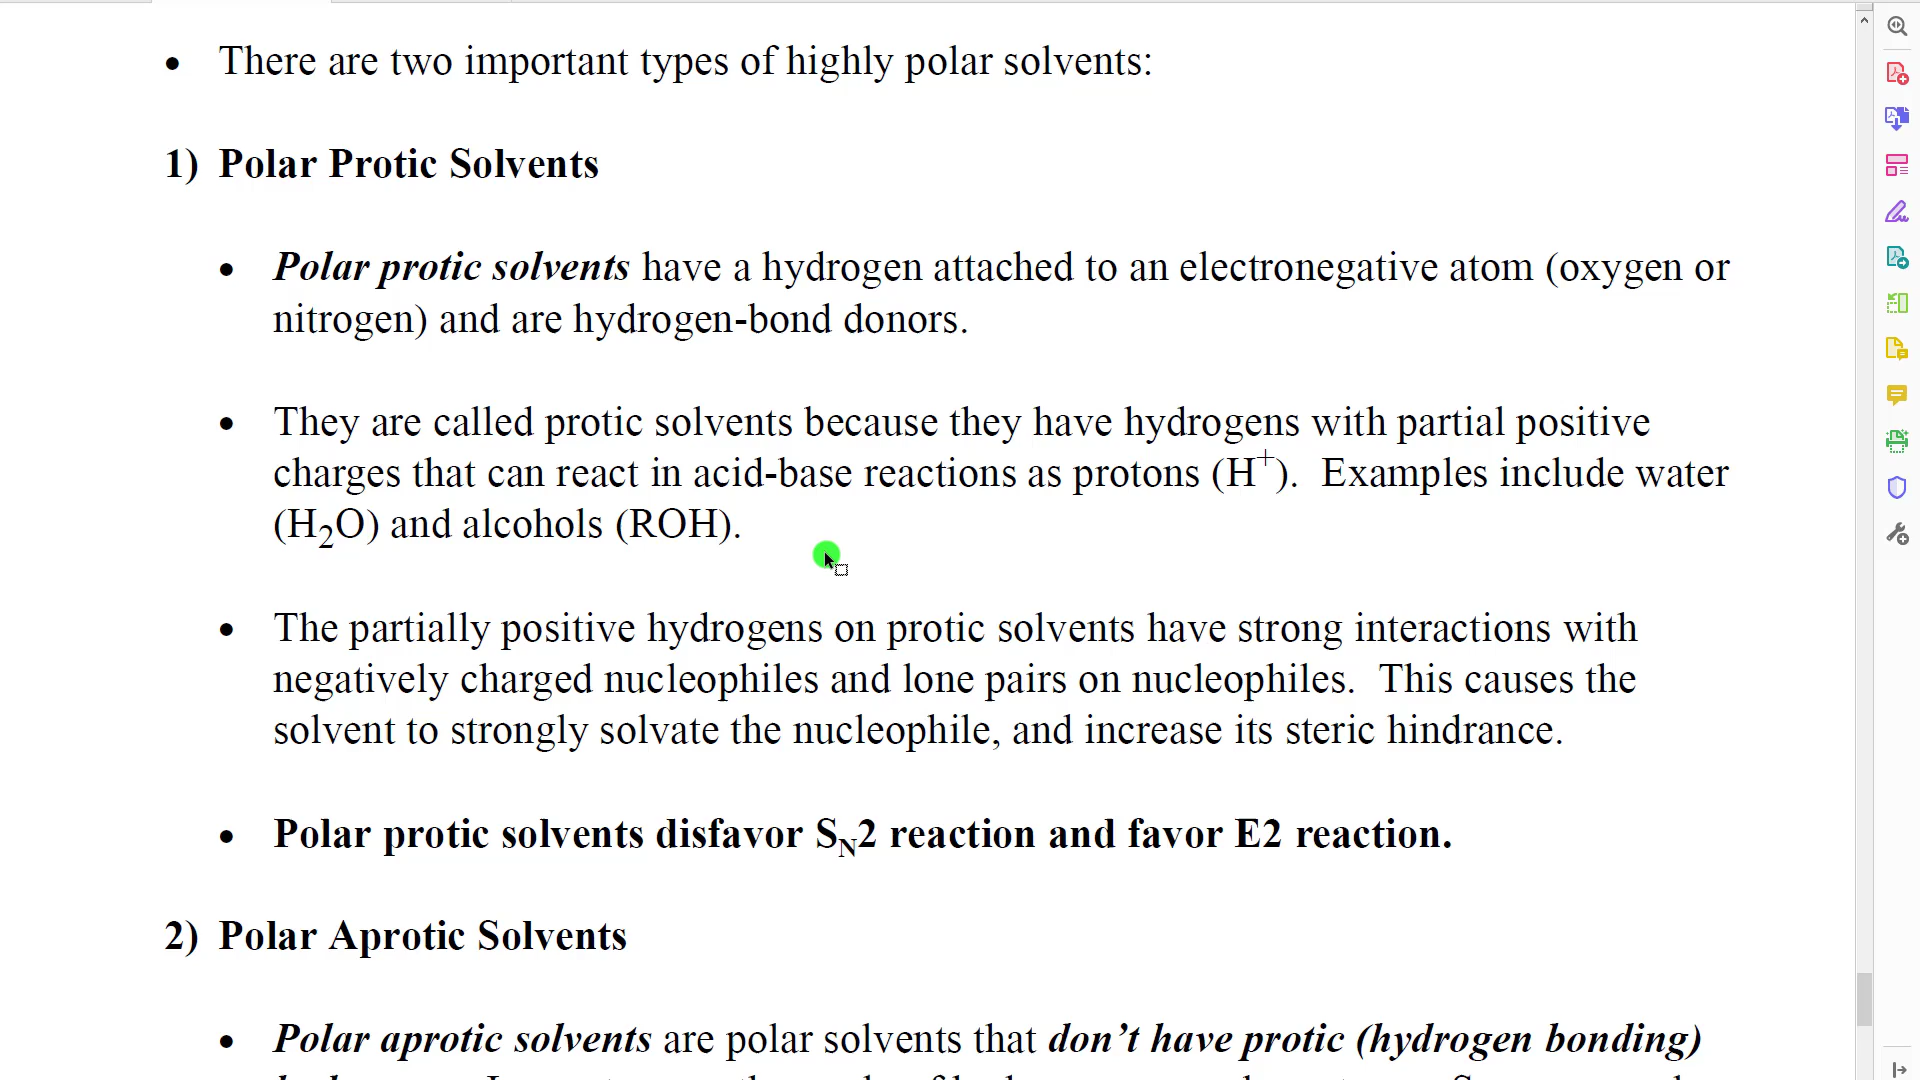 • There are two important types of highly polar solvents:
1) Polar Protic Solvents
• Polar protic solvents have a hydrogen attached to an electronegative atom (oxygen or
nitrogen) and are hydrogen-bond donors.
• They are called protic solvents because they have hydrogens with partial positive
charges that can react in acid-base reactions as protons (H⁺). Examples include water
(H₂O) and alcohols (ROH).
• The partially positive hydrogens on protic solvents have strong interactions with
negatively charged nucleophiles and lone pairs on nucleophiles. This causes the
solvent to strongly solvate the nucleophile, and increase its steric hindrance.
• Polar protic solvents disfavor S_N2 reaction and favor E2 reaction.
2) Polar Aprotic Solvents
• Polar aprotic solvents are polar solvents that don’t have protic (hydrogen bonding)